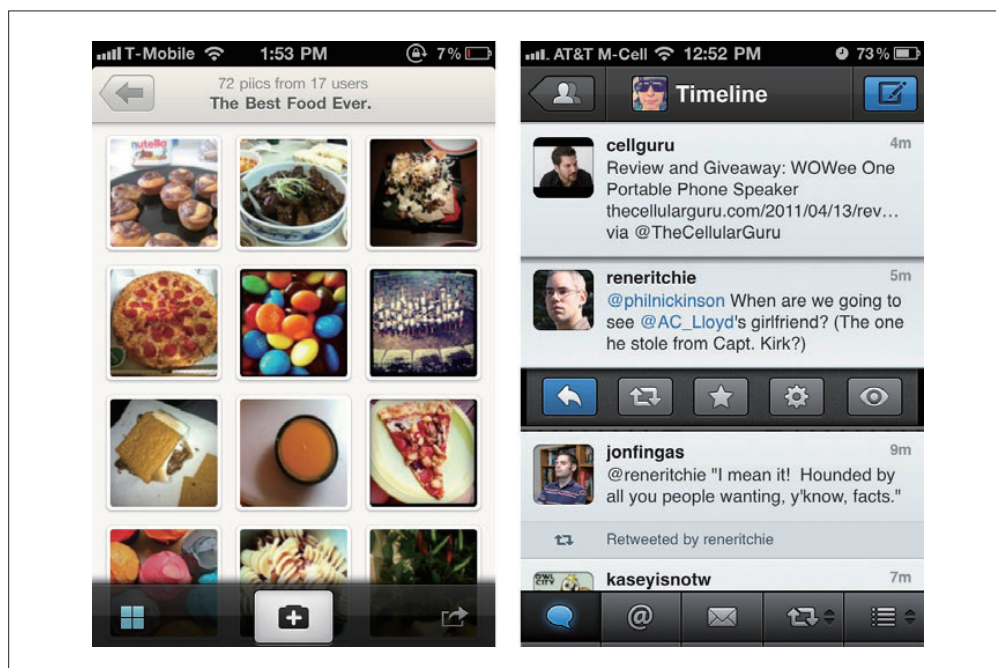 T-Mobile 1:53 PM 7%
72 piics from 17 users
The Best Food Ever.
nutella
AT&T M-Cell 12:52 PM 73%
Timeline
cellguru 4m
Review and Giveaway: WOWee One
Portable Phone Speaker
thecellularguru.com/2011/04/13/rev…
via @TheCellularGuru
reneritchie 5m
@philnickinson When are we going to
see @AC_Lloyd's girlfriend? (The one
he stole from Capt. Kirk?)
jonfingas 9m
@reneritchie "I mean it!  Hounded by
all you people wanting, y'know, facts."
Retweeted by reneritchie
OWL
CITY
kaseyisnotw 7m
@